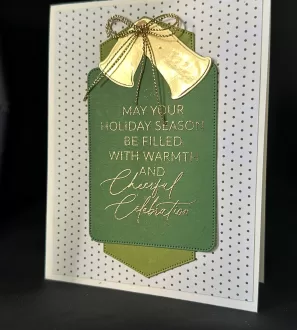 MAY YOUR
HOLIDAY SEASON
BE FILLED
WITH WARMTH
AND
Cheerful
Celebration